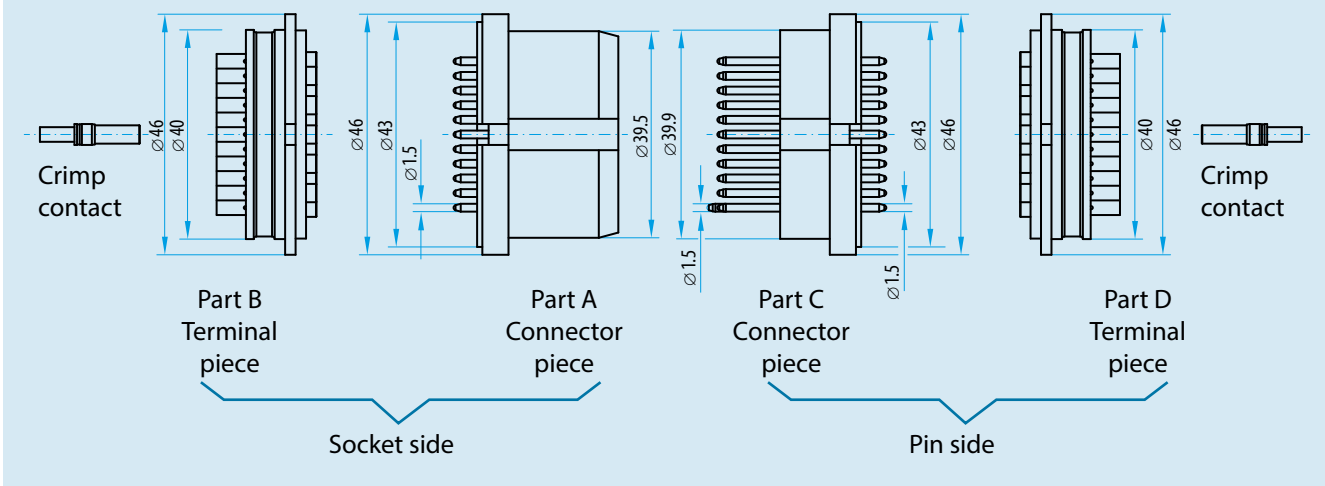 Crimp
contact
⌀46
⌀40
⌀46
⌀43
⌀1.5
⌀39.5
⌀39.9
⌀1.5
⌀1.5
⌀43
⌀46
⌀40
⌀46
Crimp
contact
Part B
Terminal
piece
Part A
Connector
piece
Part C
Connector
piece
Part D
Terminal
piece
Socket side
Pin side